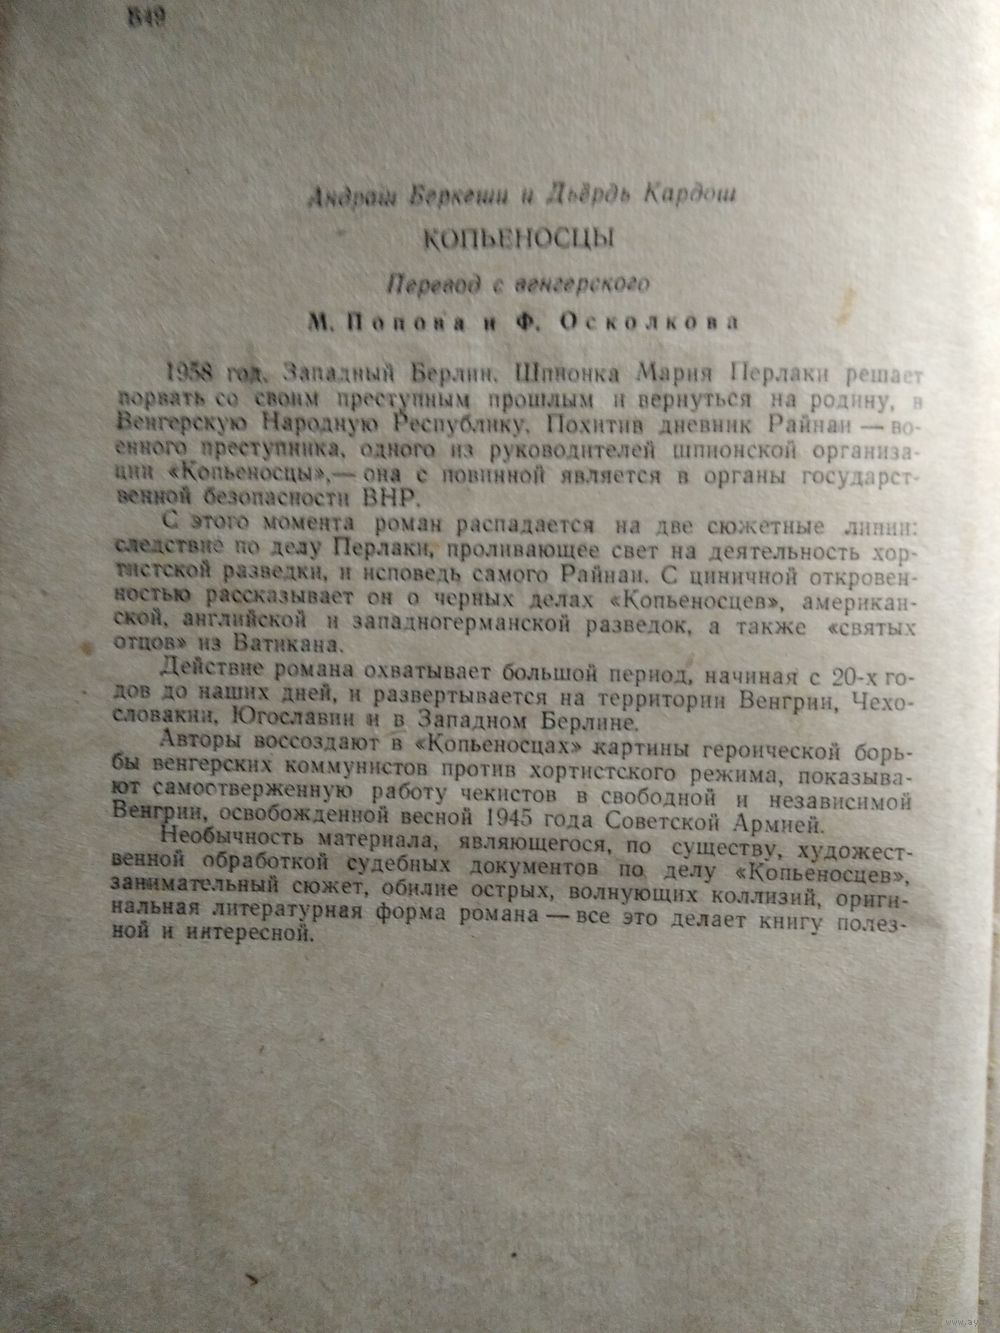 Б49
Андраш Беркеши и Дьёрдь Кардош
КОПЬЕНОСЦЫ
Перевод с венгерского
М. Попова и Ф. Осколкова
1958 год. Западный Берлин. Шпионка Мария Перлаки решает
порвать со своим преступным прошлым и вернуться на родину, в
Венгерскую Народную Республику. Похитив дневник Райнаи — во-
енного преступника, одного из руководителей шпионской организа-
ции «Копьеносцы»,— она с повинной является в органы государст-
венной безопасности ВНР.
С этого момента роман распадается на две сюжетные линии:
следствие по делу Перлаки, проливающее свет на деятельность хор-
тистской разведки, и исповедь самого Райнаи. С циничной откровен-
ностью рассказывает он о черных делах «Копьеносцев», американ-
ской, английской и западногерманской разведок, а также «святых
отцов» из Ватикана.
Действие романа охватывает большой период, начиная с 20-х го-
дов до наших дней, и развертывается на территории Венгрии, Чехо-
словакии, Югославии и в Западном Берлине.
Авторы воссоздают в «Копьеносцах» картины героической борь-
бы венгерских коммунистов против хортистского режима, показыва-
ют самоотверженную работу чекистов в свободной и независимой
Венгрии, освобожденной весной 1945 года Советской Армией.
Необычность материала, являющегося, по существу, художест-
венной обработкой судебных документов по делу «Копьеносцев»,
занимательный сюжет, обилие острых, волнующих коллизий, ориги-
нальная литературная форма романа — все это делает книгу полез-
ной и интересной.